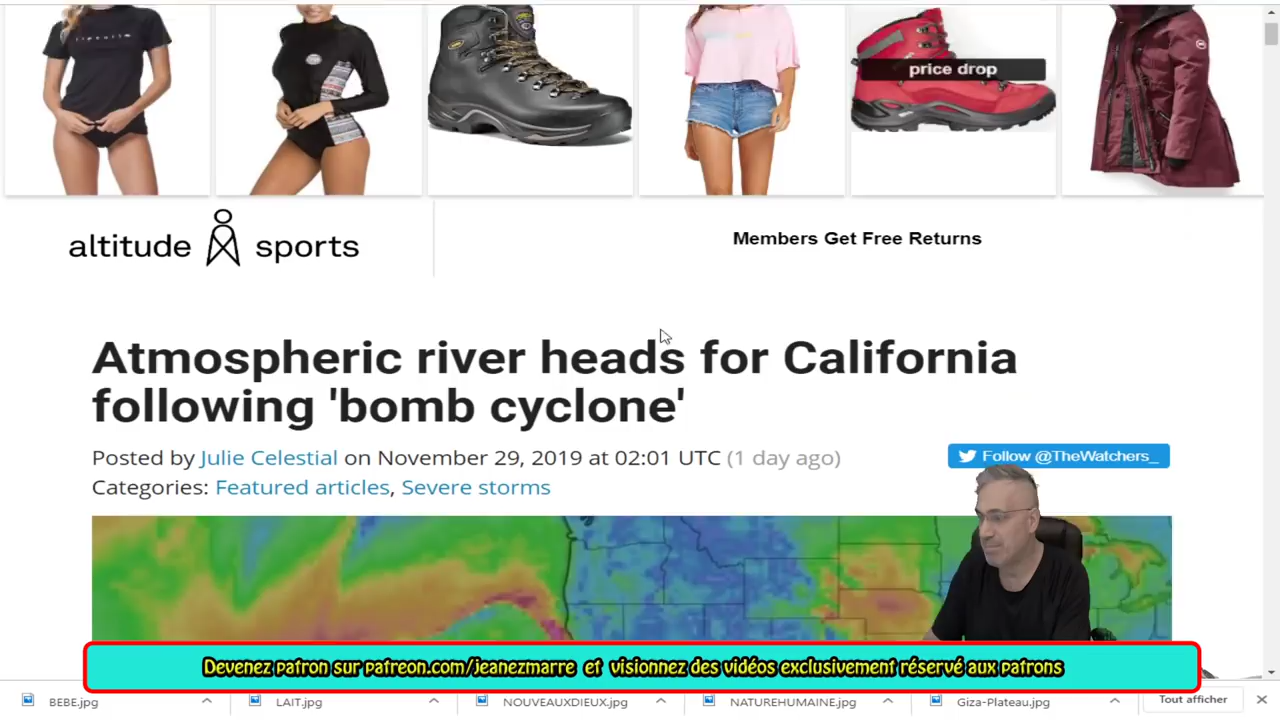 price drop
altitude sports
Members Get Free Returns
Atmospheric river heads for California
following 'bomb cyclone'
Posted by Julie Celestial on November 29, 2019 at 02:01 UTC (1 day ago)
Follow @TheWatchers_
Categories: Featured articles, Severe storms
Devenez patron sur patreon.com/jeanezmarre et visionnez des vidéos exclusivement réservé aux patrons
BEBE.jpg
LAIT.jpg
NOUVEAUXDIEUX.jpg
NATUREHUMAINE.jpg
Giza-Plateau.jpg
Tout afficher